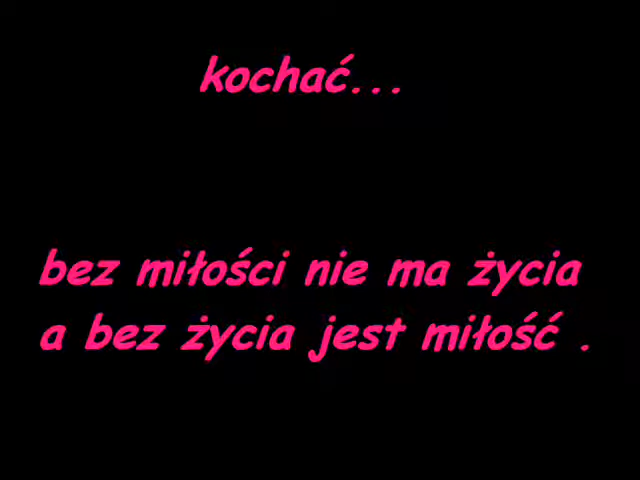 kochać...
bez miłości nie ma życia
a bez życia jest miłość .